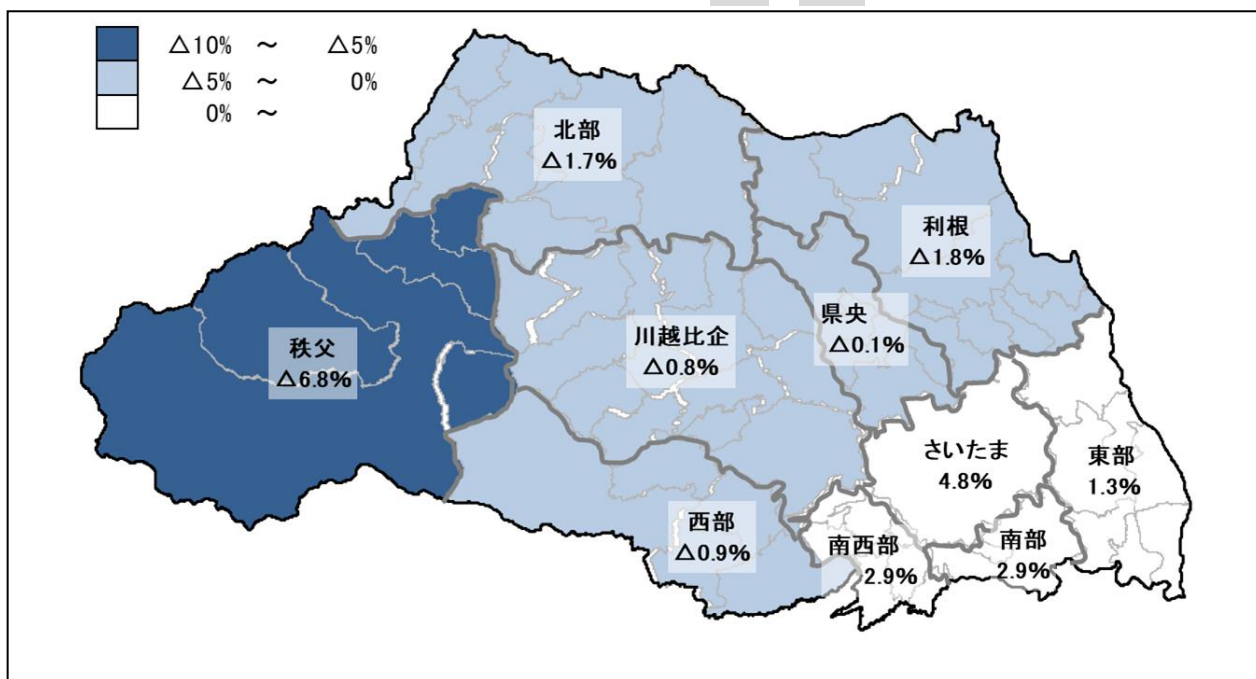 △10% ～ △5%
△5% ～ 0%
0% ～
北部
△1.7%
利根
△1.8%
県央
△0.1%
川越比企
△0.8%
秩父
△6.8%
さいたま
4.8%
東部
1.3%
西部
△0.9%
南西部
2.9%
南部
2.9%